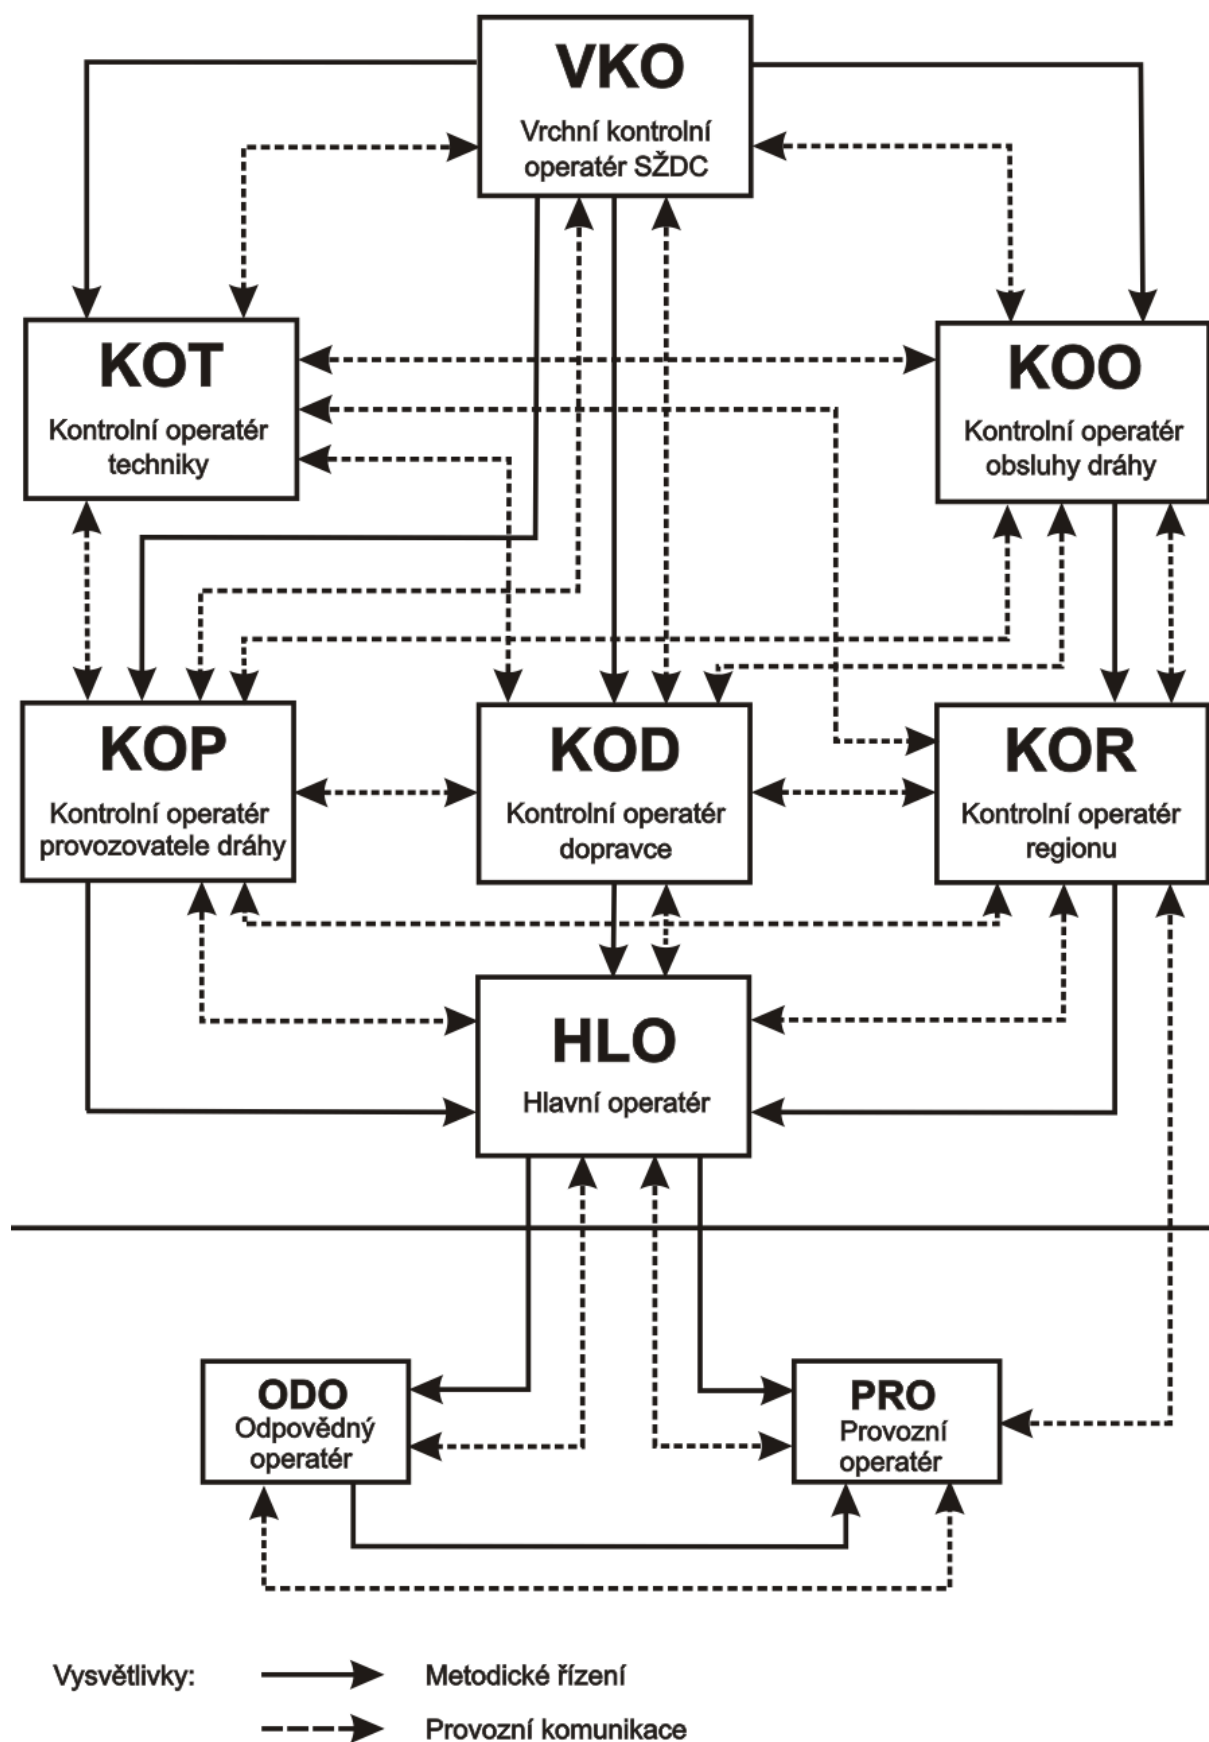 VKO
Vrchní kontrolní
operatér SŽDC
KOT
Kontrolní operatér
techniky
KOO
Kontrolní operatér
obsluhy dráhy
KOP
Kontrolní operatér
provozovatele dráhy
KOD
Kontrolní operatér
dopravce
KOR
Kontrolní operatér
regionu
HLO
Hlavní operatér
ODO
Odpovědný
operatér
PRO
Provozní
operatér
Vysvětlivky:
Metodické řízení
Provozní komunikace